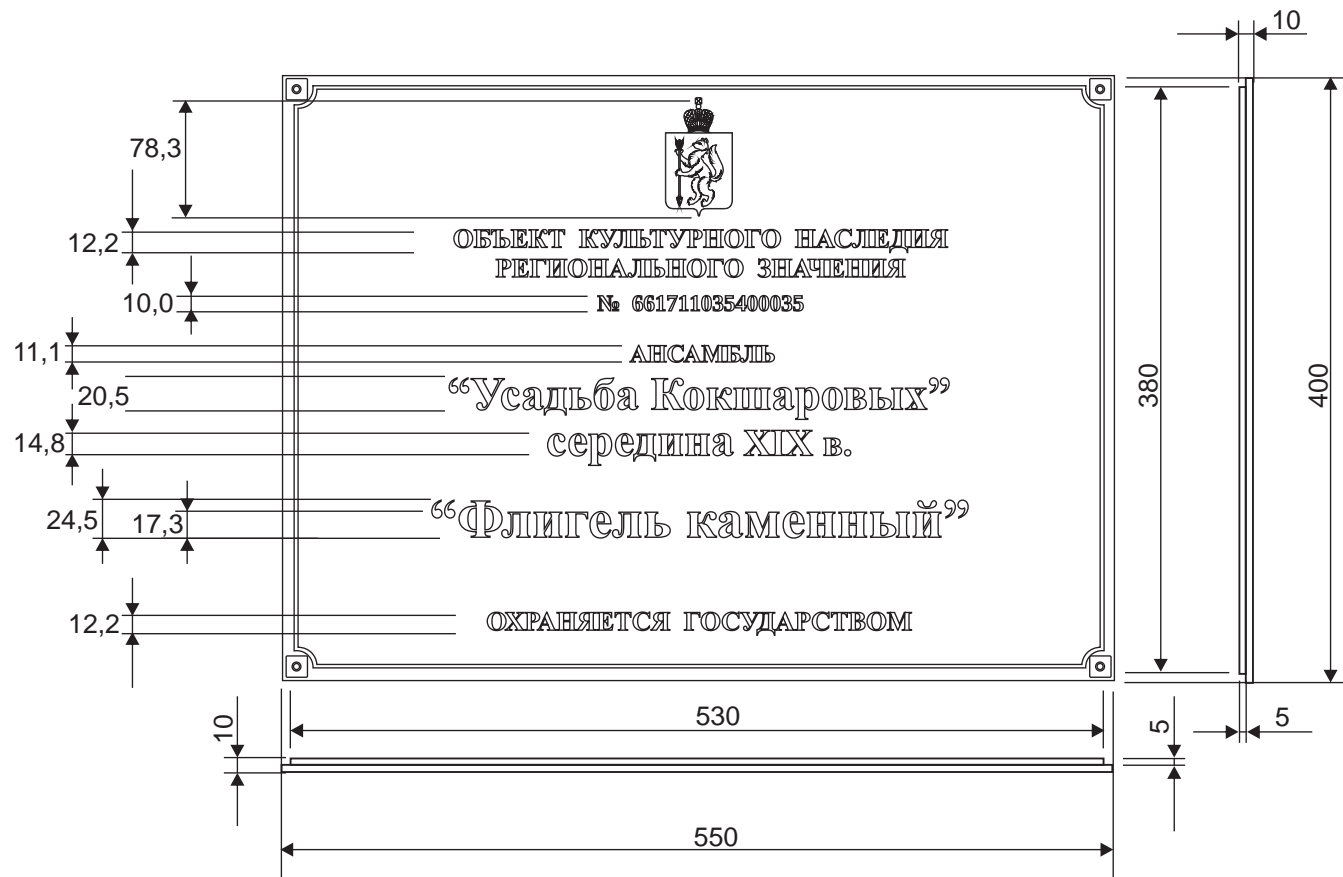 10
78,3
12,2
ОБЪЕКТ КУЛЬТУРНОГО НАСЛЕДИЯ
РЕГИОНАЛЬНОГО ЗНАЧЕНИЯ
10,0
№ 661711035400035
11,1
АНСАМБЛЬ
20,5
“Усадьба Кокшаровых”
14,8
середина XIX в.
24,5
17,3
“Флигель каменный”
12,2
ОХРАНЯЕТСЯ ГОСУДАРСТВОМ
380
400
10
530
5
5
550